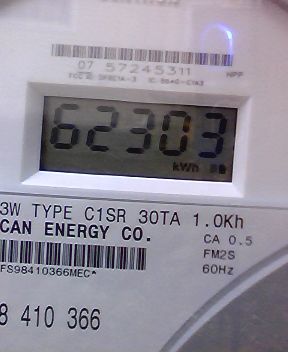 07 57245311 NPP
62303
kWh
3W TYPE C1SR 30TA 1.0Kh
CAN ENERGY CO. CA 0.5
FM2S
FS98410366MEC* 60Hz
8 410 366